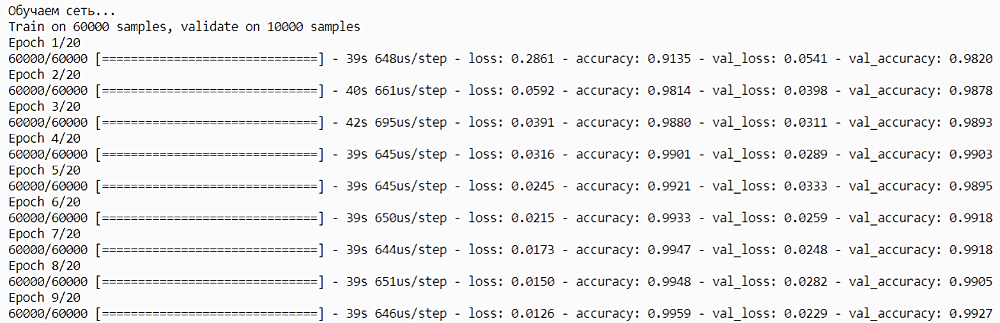 Обучаем сеть...
Train on 60000 samples, validate on 10000 samples
Epoch 1/20
60000/60000 [==============================] - 39s 648us/step - loss: 0.2861 - accuracy: 0.9135 - val_loss: 0.0541 - val_accuracy: 0.9820
Epoch 2/20
60000/60000 [==============================] - 40s 661us/step - loss: 0.0592 - accuracy: 0.9814 - val_loss: 0.0398 - val_accuracy: 0.9878
Epoch 3/20
60000/60000 [==============================] - 42s 695us/step - loss: 0.0391 - accuracy: 0.9880 - val_loss: 0.0311 - val_accuracy: 0.9893
Epoch 4/20
60000/60000 [==============================] - 39s 645us/step - loss: 0.0316 - accuracy: 0.9901 - val_loss: 0.0289 - val_accuracy: 0.9903
Epoch 5/20
60000/60000 [==============================] - 39s 645us/step - loss: 0.0245 - accuracy: 0.9921 - val_loss: 0.0333 - val_accuracy: 0.9895
Epoch 6/20
60000/60000 [==============================] - 39s 650us/step - loss: 0.0215 - accuracy: 0.9933 - val_loss: 0.0259 - val_accuracy: 0.9918
Epoch 7/20
60000/60000 [==============================] - 39s 644us/step - loss: 0.0173 - accuracy: 0.9947 - val_loss: 0.0248 - val_accuracy: 0.9918
Epoch 8/20
60000/60000 [==============================] - 39s 651us/step - loss: 0.0150 - accuracy: 0.9948 - val_loss: 0.0282 - val_accuracy: 0.9905
Epoch 9/20
60000/60000 [==============================] - 39s 646us/step - loss: 0.0126 - accuracy: 0.9959 - val_loss: 0.0229 - val_accuracy: 0.9927